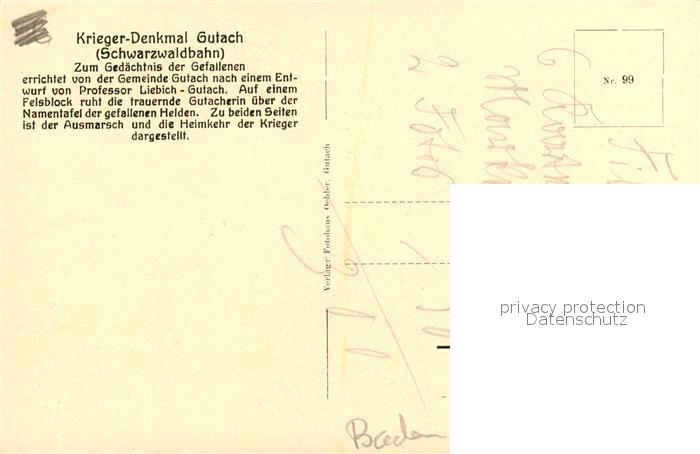 Krieger-Denkmal Gutach
(Schwarzwaldbahn)
Zum Gedächtnis der Gefallenen
errichtet von der Gemeinde Gutach nach einem Ent-
wurf von Professor Liebich - Gutach. Auf einem
Felsblock ruht die trauernde Gutacherin über der
Namentafel der gefallenen Helden. Zu beiden Seiten
ist der Ausmarsch und die Heimkehr der Krieger
dargestellt.
Verlag: Fotohaus Oehler, Gutach
Nr. 99
2 Fotos
Baden
privacy protection
Datenschutz